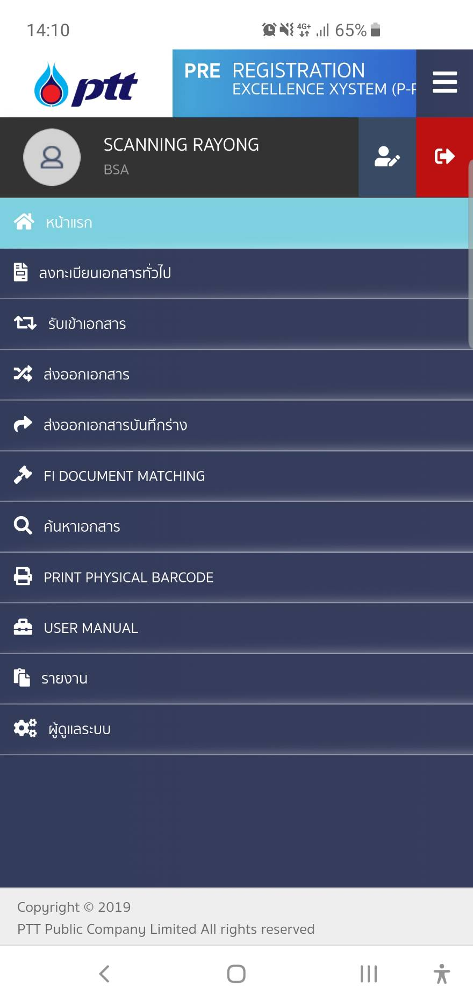 14:10
4G+ 65%
ptt
PRE REGISTRATION
EXCELLENCE XYSTEM (P-
SCANNING RAYONG
BSA
หน้าแรก
ลงทะเบียนเอกสารทั่วไป
รับเข้าเอกสาร
ส่งออกเอกสาร
ส่งออกเอกสารบันทึกร่าง
FI DOCUMENT MATCHING
ค้นหาเอกสาร
PRINT PHYSICAL BARCODE
USER MANUAL
รายงาน
ผู้ดูแลระบบ
Copyright © 2019
PTT Public Company Limited All rights reserved